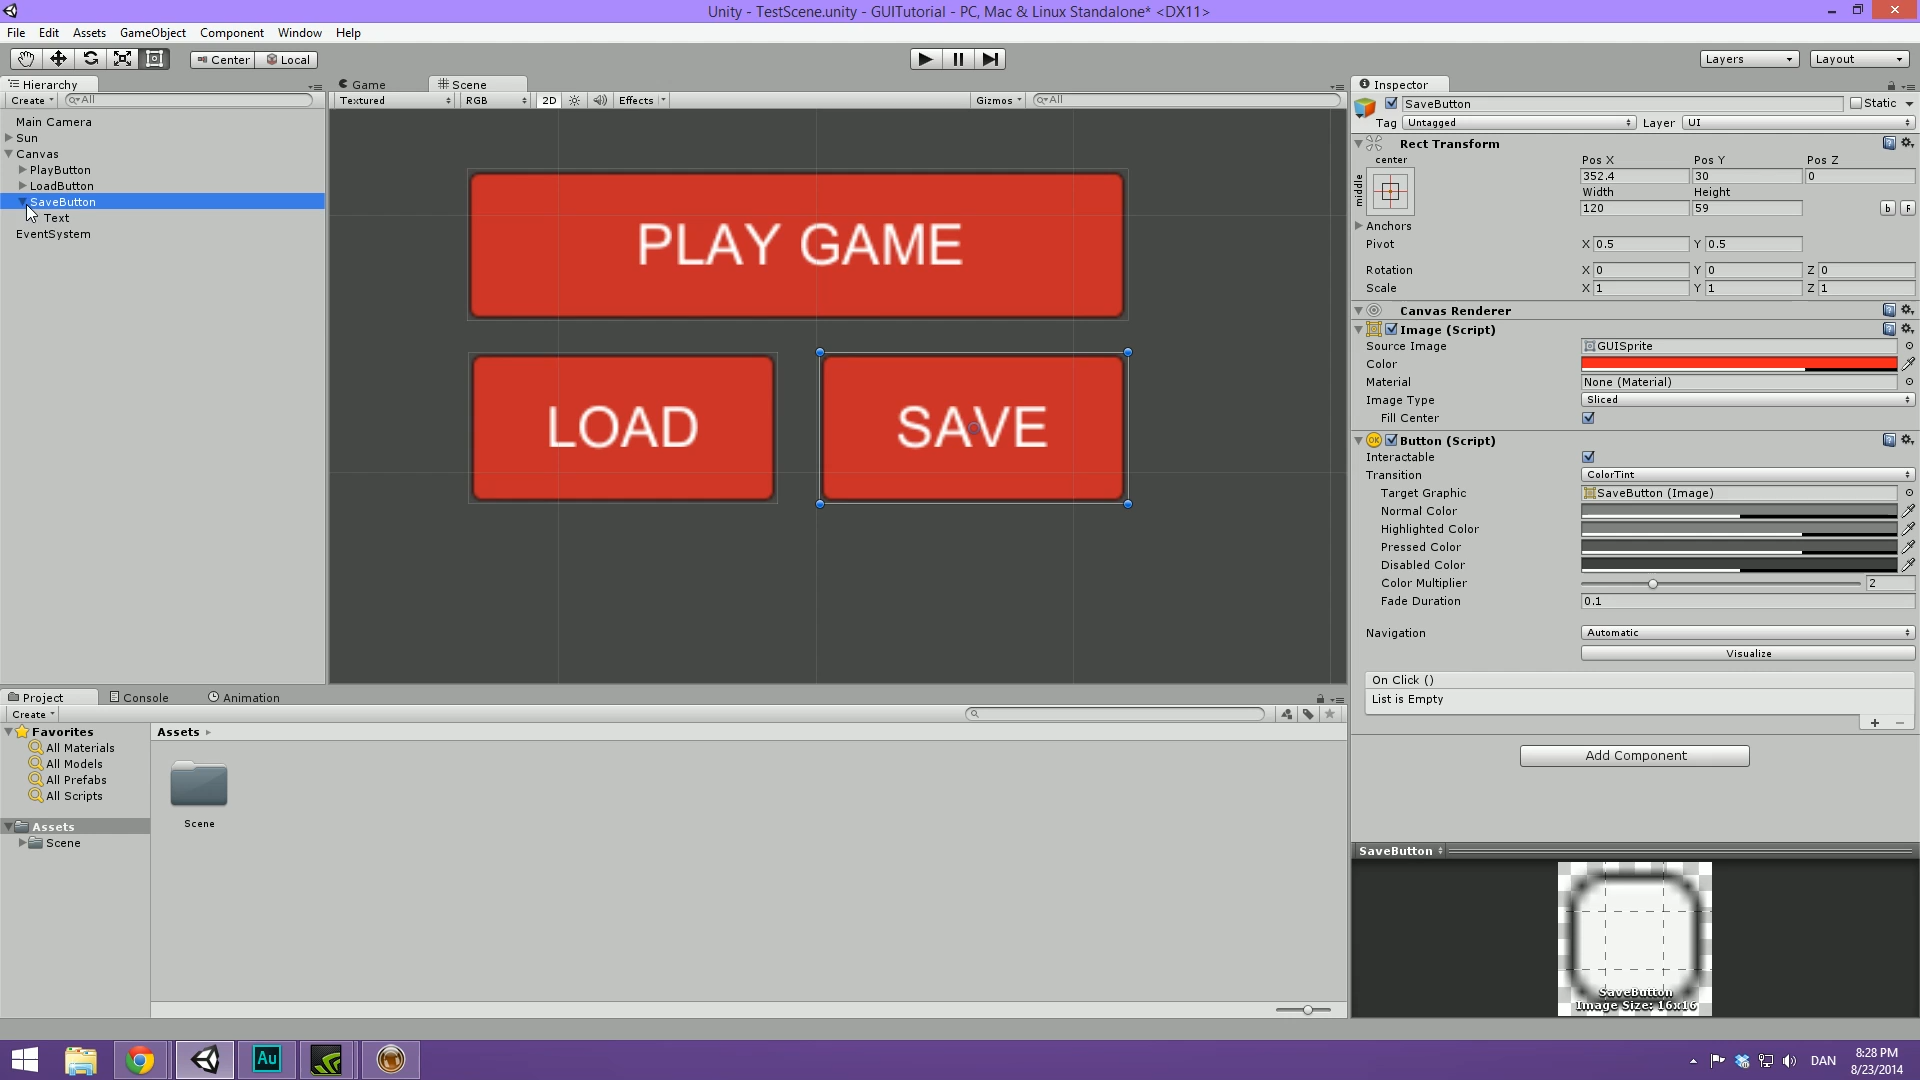 Unity - TestScene.unity - GUITutorial - PC, Mac & Linux Standalone* <DX11>
File Edit Assets GameObject Component Window Help
Center Local
Layers
Layout
Hierarchy
Create All
Main Camera
Sun
Canvas
PlayButton
LoadButton
SaveButton
Text
EventSystem
Game Scene
Textured RGB 2D Effects Gizmos All
PLAY GAME
LOAD SAVE
Inspector
SaveButton Static
Tag Untagged Layer UI
Rect Transform
center
middle
Pos X Pos Y Pos Z
352.4 30 0
Width Height
120 59
Anchors
Pivot X 0.5 Y 0.5
Rotation X 0 Y 0 Z 0
Scale X 1 Y 1 Z 1
Canvas Renderer
Image (Script)
Source Image GUISprite
Color
Material None (Material)
Image Type Sliced
Fill Center
OK Button (Script)
Interactable
Transition ColorTint
Target Graphic SaveButton (Image)
Normal Color
Highlighted Color
Pressed Color
Disabled Color
Color Multiplier 2
Fade Duration 0.1
Navigation Automatic
Visualize
On Click ()
List is Empty
Add Component
SaveButton
SaveButton
Image Size: 16x16
Project Console Animation
Create
Favorites
All Materials
All Models
All Prefabs
All Scripts
Assets
Scene
Assets
Scene
Au
DAN
8:28 PM
8/23/2014